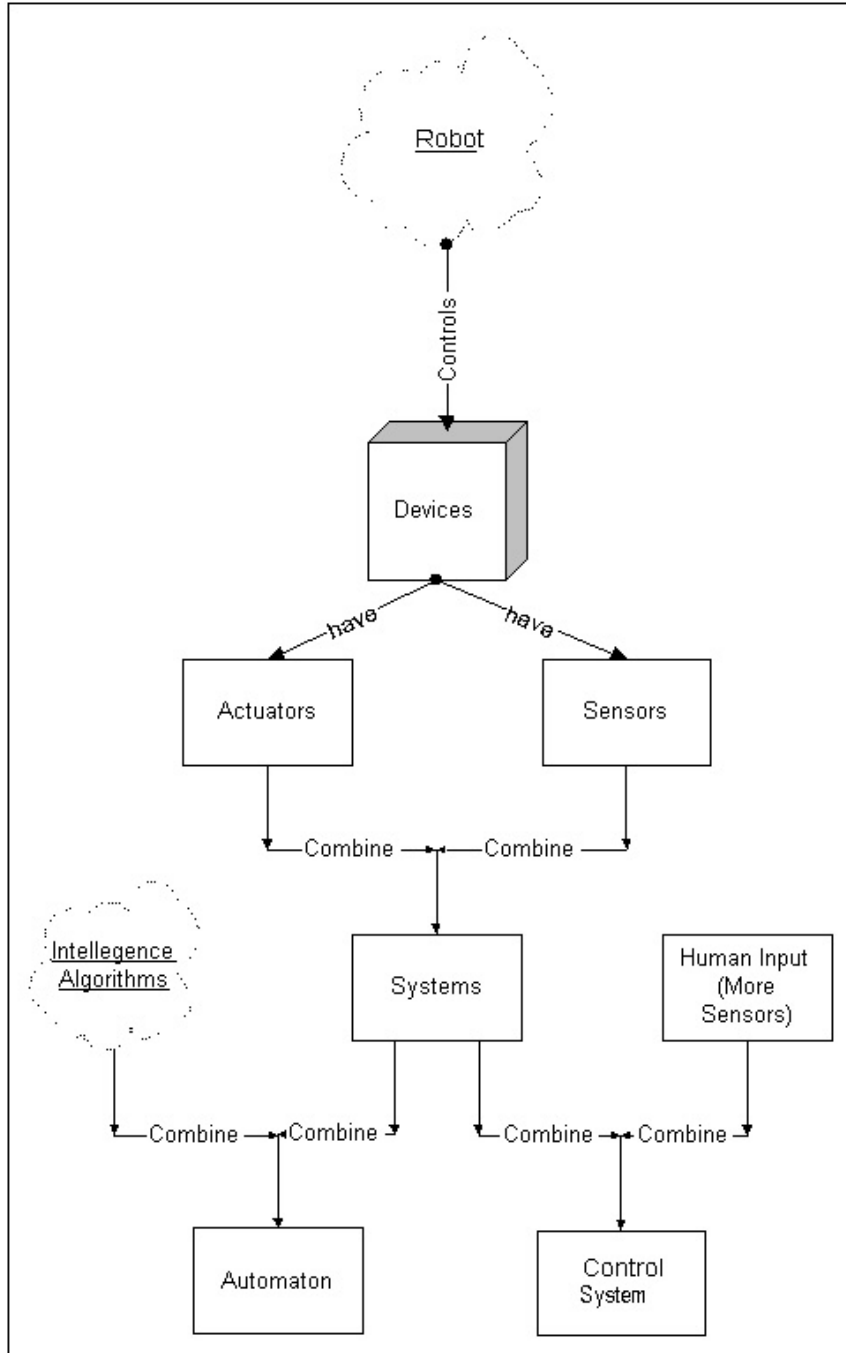 Robot
Controls
Devices
have
have
Actuators
Sensors
Combine
Combine
Intellegence
Algorithms
Systems
Human Input
(More
Sensors)
Combine
Combine
Combine
Combine
Automaton
Control
System